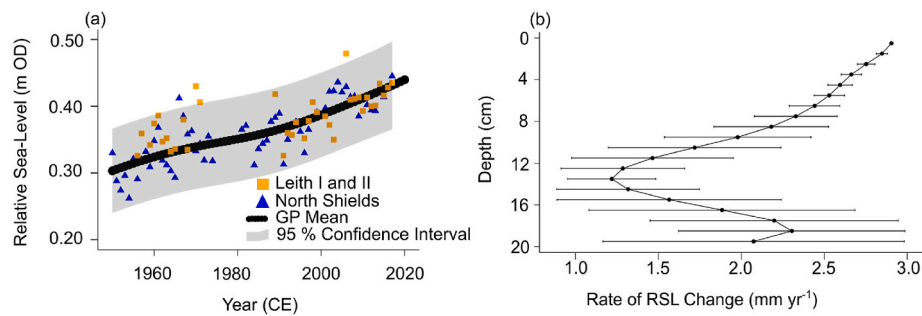 (a)
Relative Sea-Level (m OD)
0.50
0.40
0.30
0.20
Leith I and II
North Shields
GP Mean
95 % Confidence Interval
1960
1980
2000
2020
Year (CE)
(b)
Depth (cm)
0
4
8
12
16
20
1.0
1.5
2.0
2.5
3.0
Rate of RSL Change (mm yr⁻¹)